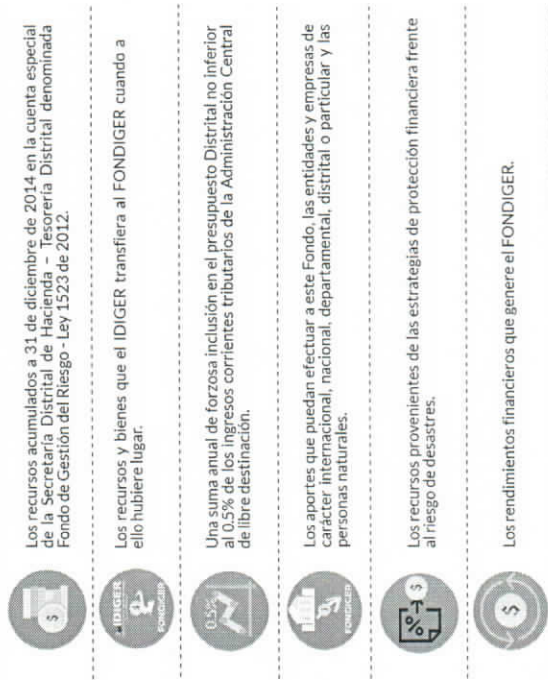 Los recursos acumulados a 31 de diciembre de 2014 en la cuenta especial
de la Secretaría Distrital de Hacienda – Tesorería Distrital denominada
Fondo de Gestión del Riesgo - Ley 1523 de 2012.
IDIGER
FONDIGER
Los recursos y bienes que el IDIGER transfiera al FONDIGER cuando a
ello hubiere lugar.
0.5%
Una suma anual de forzosa inclusión en el presupuesto Distrital no inferior
al 0.5% de los ingresos corrientes tributarios de la Administración Central
de libre destinación.
FONDIGER
Los aportes que puedan efectuar a este Fondo, las entidades y empresas de
carácter internacional, nacional, departamental, distrital o particular y las
personas naturales.
%
$
Los recursos provenientes de las estrategias de protección financiera frente
al riesgo de desastres.
$
Los rendimientos financieros que genere el FONDIGER.